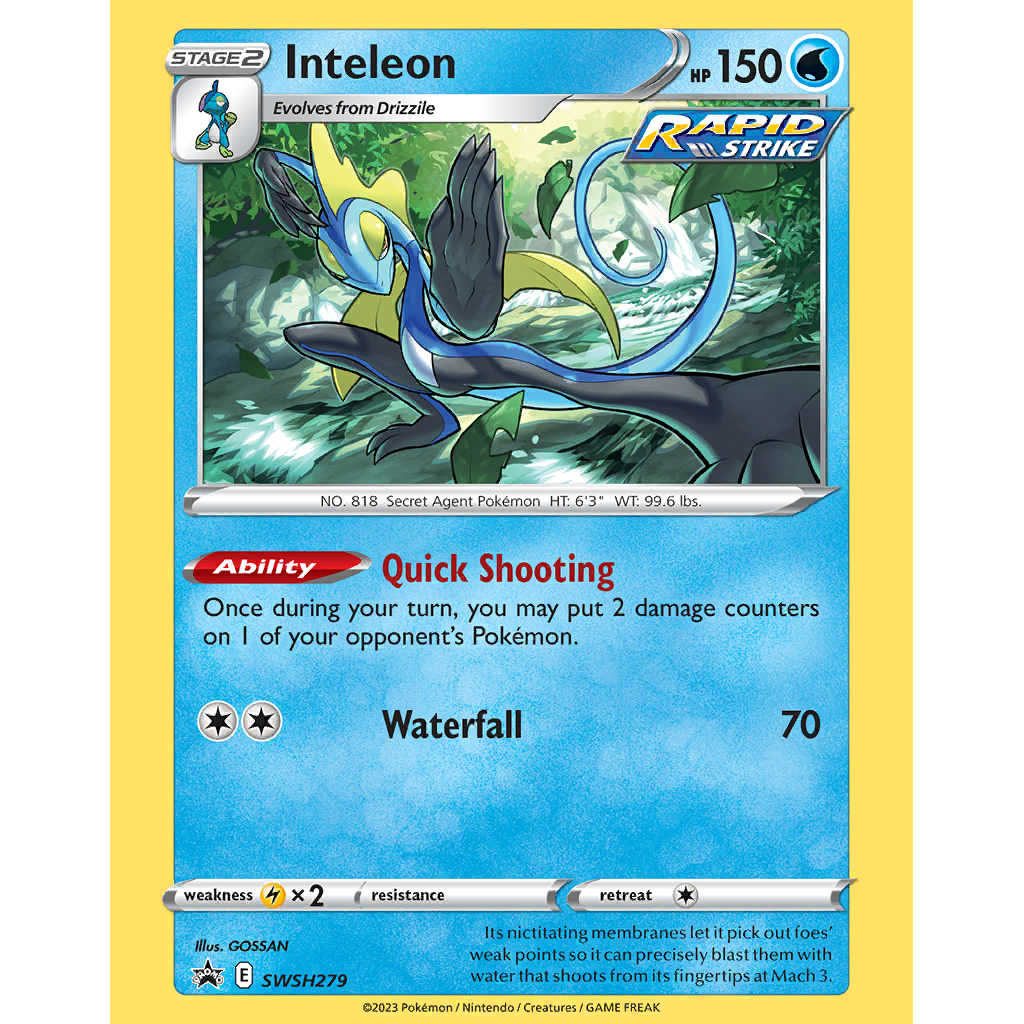 STAGE2
Inteleon
HP 150
Evolves from Drizzile
RAPID
STRIKE
NO. 818 Secret Agent Pokémon HT: 6'3" WT: 99.6 lbs.
Ability Quick Shooting
Once during your turn, you may put 2 damage counters
on 1 of your opponent's Pokémon.
Waterfall 70
weakness ×2 resistance retreat
Illus. GOSSAN
Its nictitating membranes let it pick out foes'
weak points so it can precisely blast them with
water that shoots from its fingertips at Mach 3.
PROMO E SWSH279
©2023 Pokémon / Nintendo / Creatures / GAME FREAK